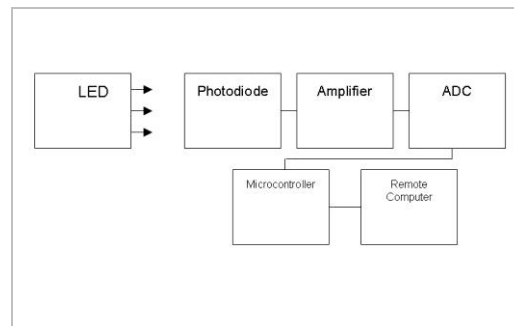 LED
Photodiode
Amplifier
ADC
Microcontroller
Remote
Computer